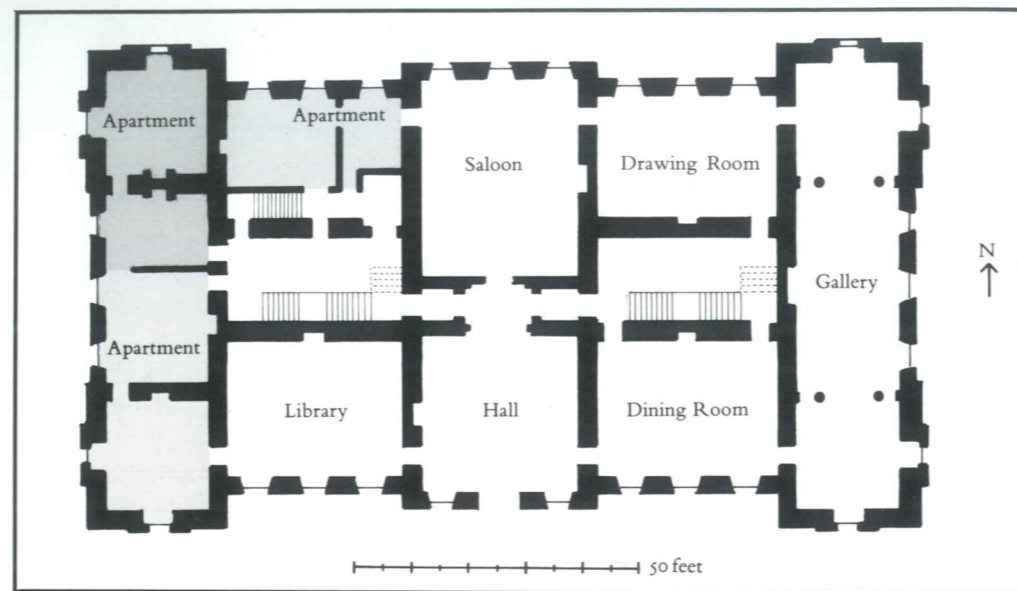 Apartment
Apartment
Saloon
Drawing Room
N
Gallery
Apartment
Library
Hall
Dining Room
50 feet